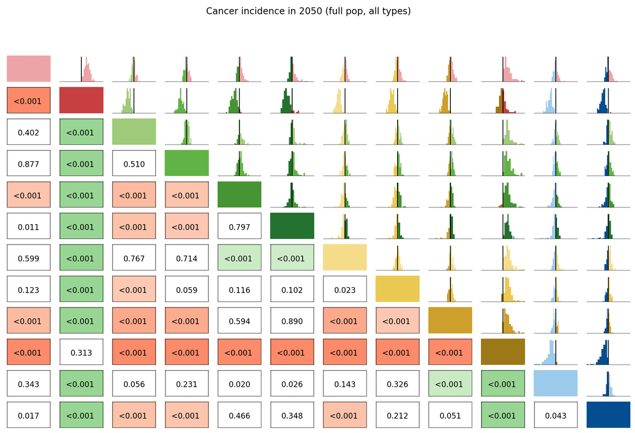 Cancer incidence in 2050 (full pop, all types)
<0.001
0.402 <0.001
0.877 <0.001 0.510
<0.001 <0.001 <0.001 <0.001
0.011 <0.001 <0.001 <0.001 0.797
0.599 <0.001 0.767 0.714 <0.001 <0.001
0.123 <0.001 <0.001 0.059 0.116 0.102 0.023
<0.001 <0.001 <0.001 <0.001 0.594 0.890 <0.001 <0.001
<0.001 0.313 <0.001 <0.001 <0.001 <0.001 <0.001 <0.001 <0.001
0.343 <0.001 0.056 0.231 0.020 0.026 0.143 0.326 <0.001 <0.001
0.017 <0.001 <0.001 <0.001 0.466 0.348 <0.001 0.212 0.051 <0.001 0.043